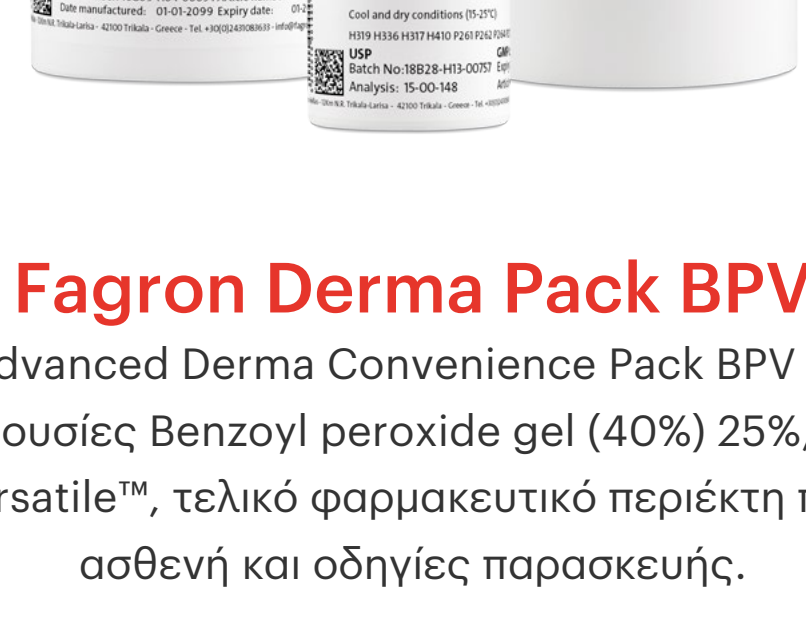 Date manufactured: 01-01-2099 Expiry date: 01-2
N.R. Trikala-Larisa - 42100 Trikala - Greece - Tel. +30(0)2431083633 - info@fagr
Cool and dry conditions (15-25°C)
H319 H336 H317 H410 P261 P262
USP
Batch No:18B28-H13-00757
Analysis: 15-00-148
N.R. Trikala-Larisa - 42100 Trikala - Greece - Tel.
Fagron Derma Pack BPV
dvanced Derma Convenience Pack BPV
ουσίες Benzoyl peroxide gel (40%) 25%,
rsatile™, τελικό φαρμακευτικό περιέκτη π
ασθενή και οδηγίες παρασκευής.